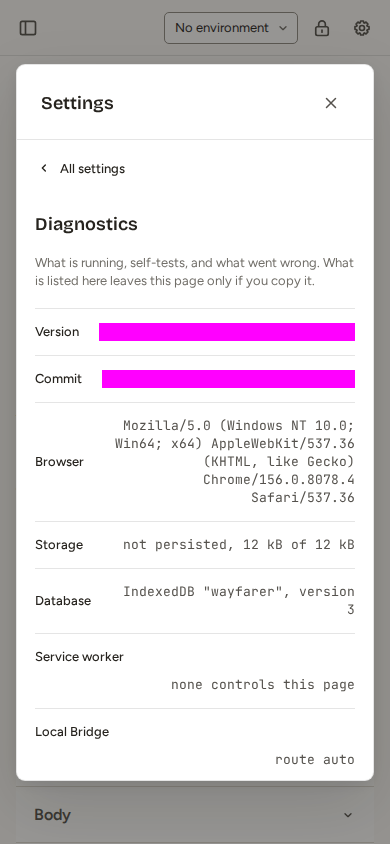 No environment
Settings
All settings
Diagnostics
What is running, self-tests, and what went wrong. What
is listed here leaves this page only if you copy it.
Version
Commit
Browser
Mozilla/5.0 (Windows NT 10.0;
Win64; x64) AppleWebKit/537.36
(KHTML, like Gecko)
Chrome/156.0.8078.4
Safari/537.36
Storage
not persisted, 12 kB of 12 kB
Database
IndexedDB "wayfarer", version
3
Service worker
none controls this page
Local Bridge
route auto
Body